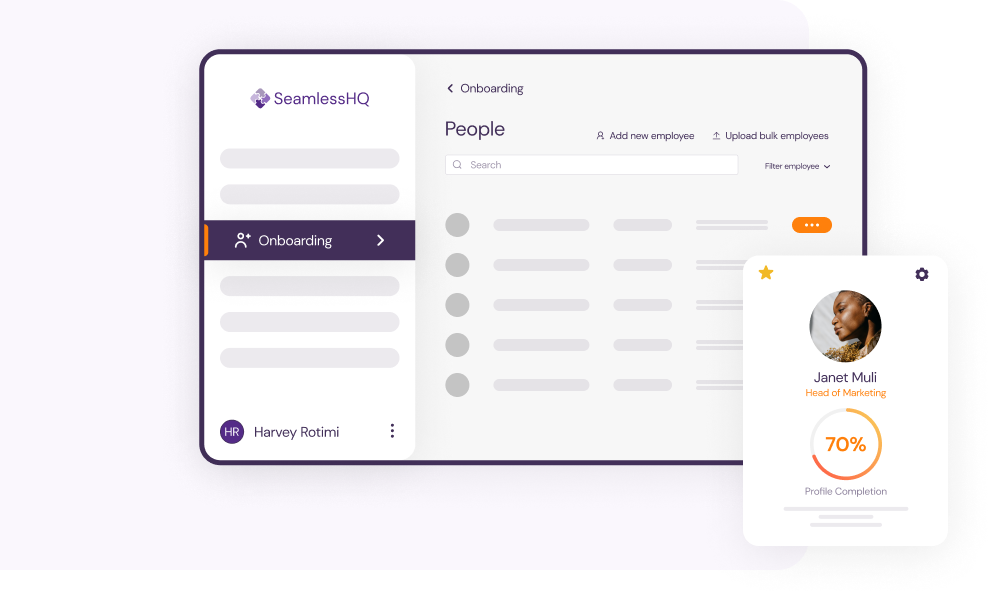 SeamlessHQ
Onboarding
HR
Harvey Rotimi
Onboarding
People
Add new employee
Upload bulk employees
Search
Filter employee
Janet Muli
Head of Marketing
70%
Profile Completion